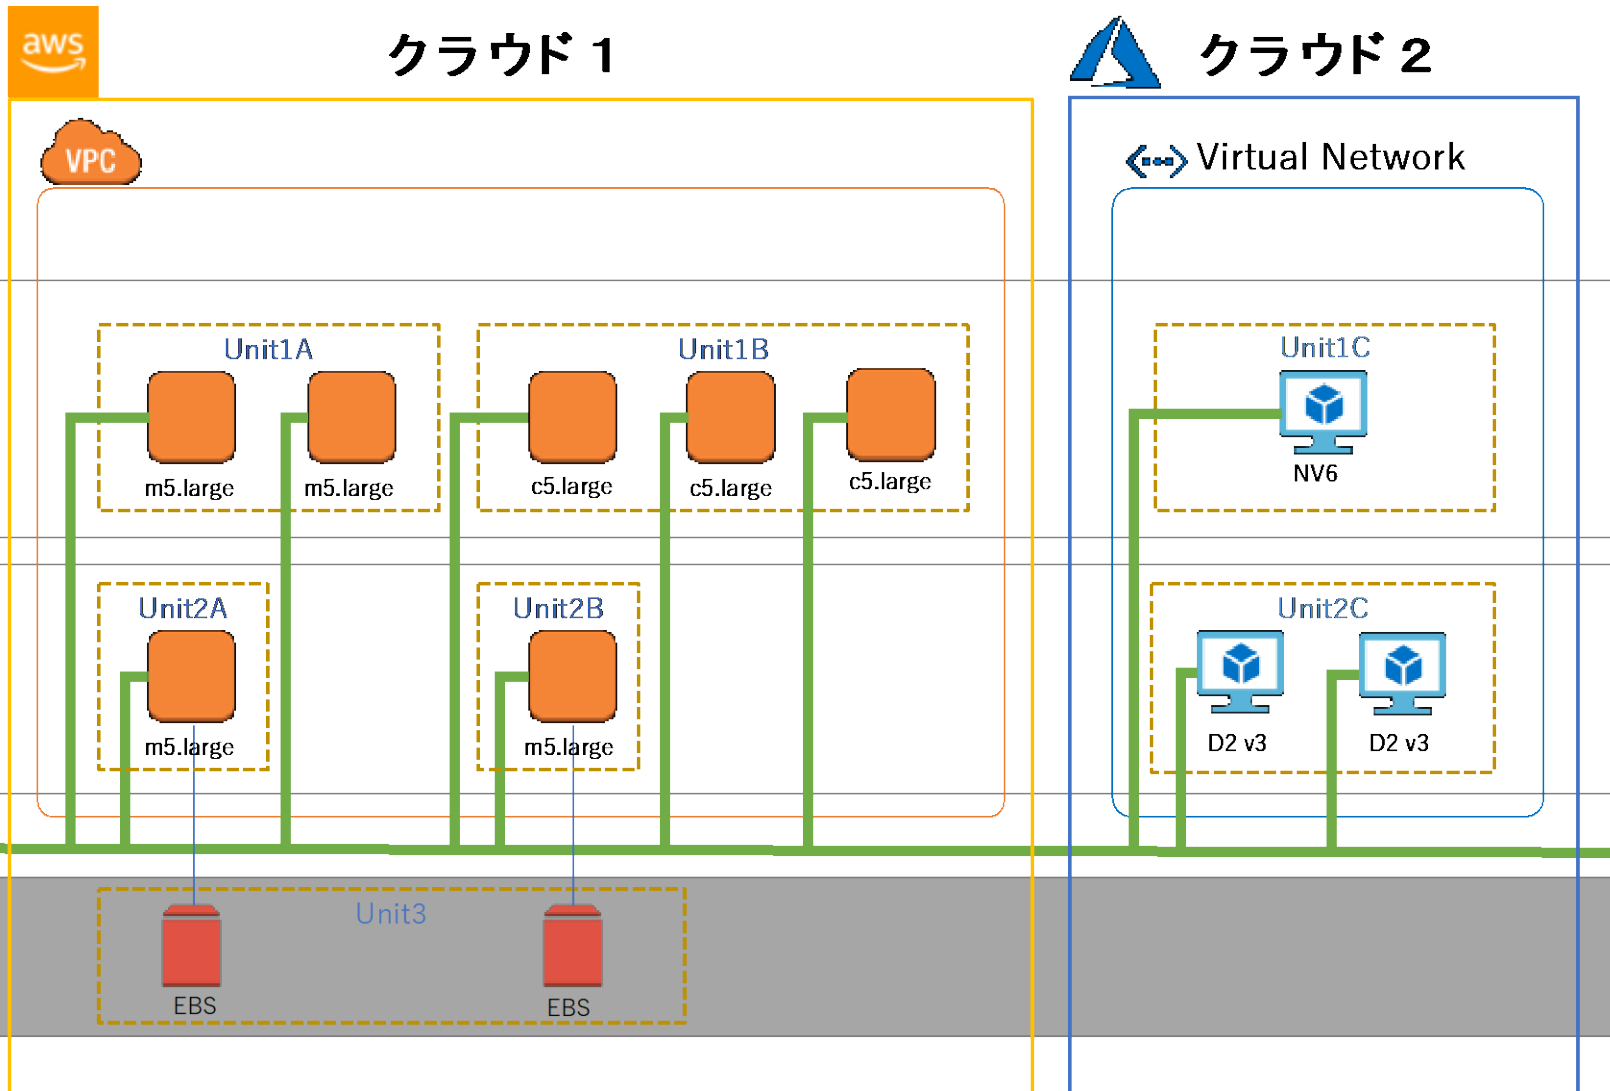 aws
クラウド1
クラウド2
VPC
Virtual Network
Unit1A
m5.large
m5.large
Unit1B
c5.large
c5.large
c5.large
Unit1C
NV6
Unit2A
m5.large
Unit2B
m5.large
Unit2C
D2 v3
D2 v3
Unit3
EBS
EBS